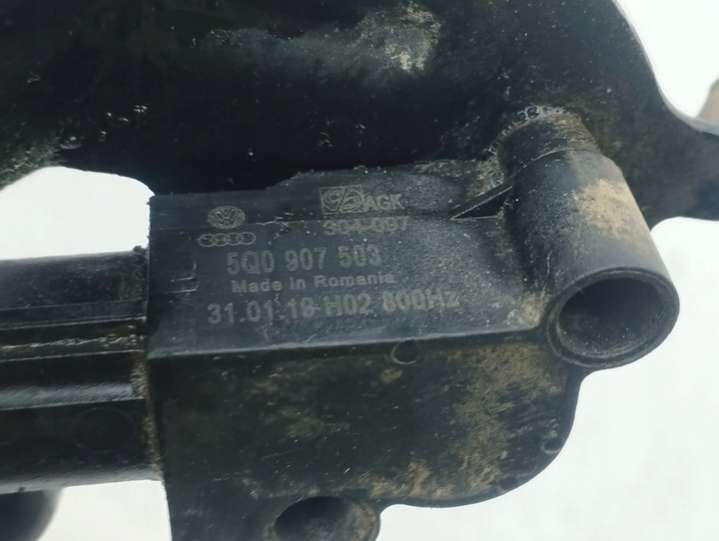 AGK
304-097
5Q0 907 503
Made in Romania
31.01.18 H02 800Hz